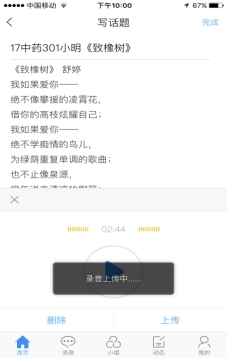 中国移动
下午10:00
67%
写话题
完成
17中药301小明《致橡树》
《致橡树》 舒婷
我如果爱你——
绝不像攀援的凌霄花，
借你的高枝炫耀自己；
我如果爱你——
绝不学痴情的鸟儿，
为绿荫重复单调的歌曲；
也不止像泉源，
02:44
录音上传中......
删除
上传
首页
消息
小组
动态
我的